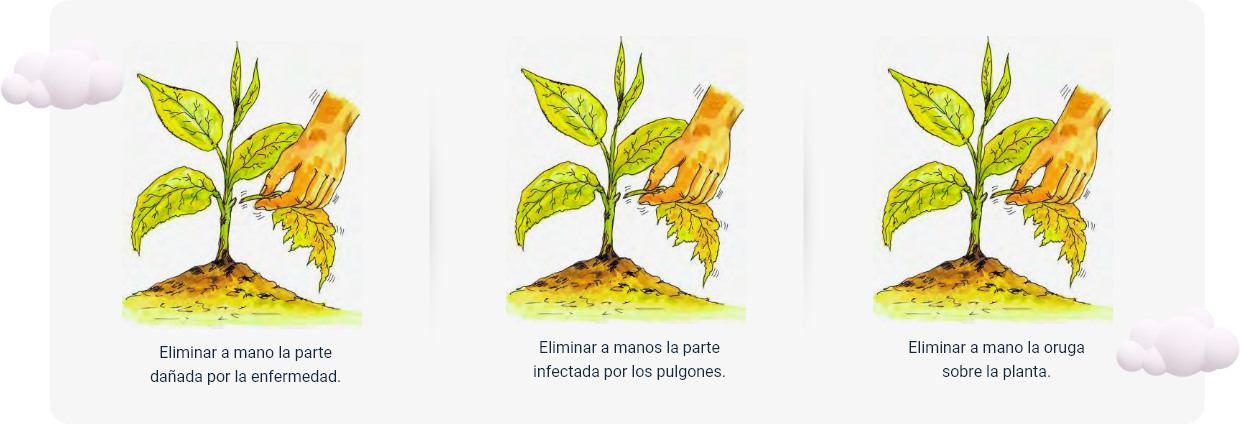 Eliminar a mano la parte
dañada por la enfermedad.
Eliminar a manos la parte
infectada por los pulgones.
Eliminar a mano la oruga
sobre la planta.